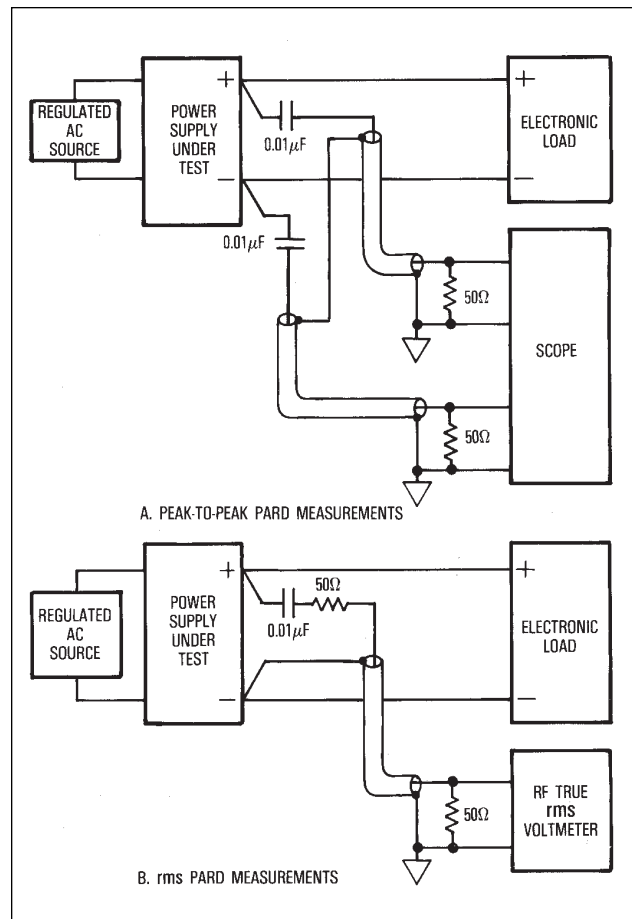 +
+
REGULATED
AC
SOURCE
POWER
SUPPLY
UNDER
TEST
0.01µF
ELECTRONIC
LOAD
−
−
0.01µF
50Ω
SCOPE
50Ω
A. PEAK-TO-PEAK PARD MEASUREMENTS
+
50Ω
+
REGULATED
AC
SOURCE
POWER
SUPPLY
UNDER
TEST
0.01µF
ELECTRONIC
LOAD
−
−
50Ω
RF TRUE
rms
VOLTMETER
B. rms PARD MEASUREMENTS